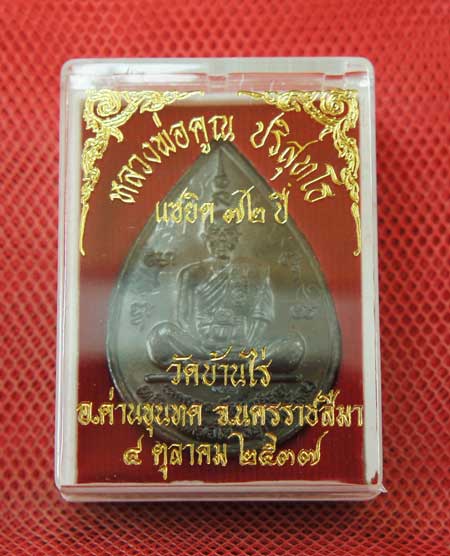 หลวงพ่อคูณ ปริสุทโธ
แซยิด ๗๒ ปี
วัดบ้านไร่
อ.ด่านขุนทด จ.นครราชสีมา
๔ ตุลาคม ๒๕๓๗